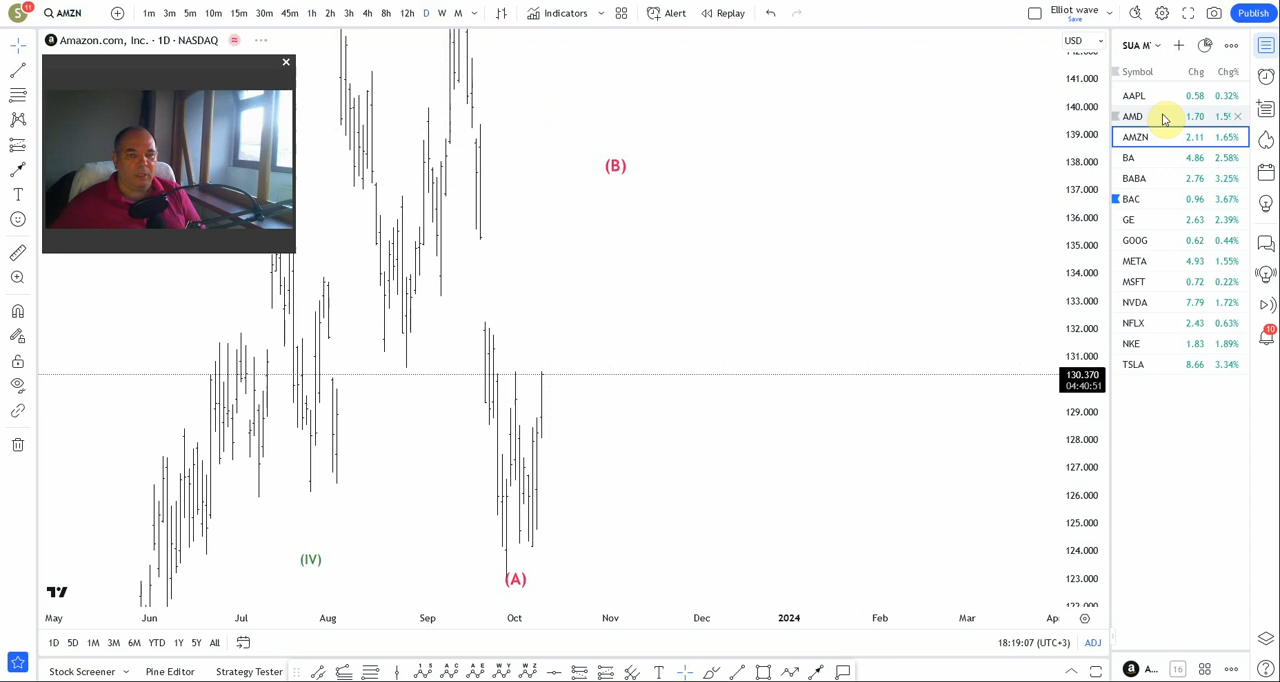 S 11 AMZN 1m 3m 5m 10m 15m 30m 45m 1h 2h 3h 4h 8h 12h D W M Indicators Alert Replay Elliot wave Save Publish
a Amazon.com, Inc. · 1D · NASDAQ
USD
SUA
Symbol Chg Chg%
AAPL 0.58 0.32%
AMD 1.70
AMZN 2.11 1.65%
BA 4.86 2.58%
BABA 2.76 3.25%
BAC 0.96 3.67%
GE 2.63 2.39%
GOOG 0.62 0.44%
META 4.93 1.55%
MSFT 0.72 0.22%
NVDA 7.79 1.72%
NFLX 2.43 0.63%
NKE 1.83 1.89%
TSLA 8.66 3.34%
10
141.000
140.000
139.000
138.000
137.000
136.000
135.000
134.000
133.000
132.000
131.000
130.370
04:40:51
129.000
128.000
127.000
126.000
125.000
124.000
123.000
122.000
(B)
(IV)
(A)
May Jun Jul Aug Sep Oct Nov Dec 2024 Feb Mar
1D 5D 1M 3M 6M YTD 1Y 5Y All 18:19:07 (UTC+3) ADJ
Stock Screener Pine Editor Strategy Tester a A... 16